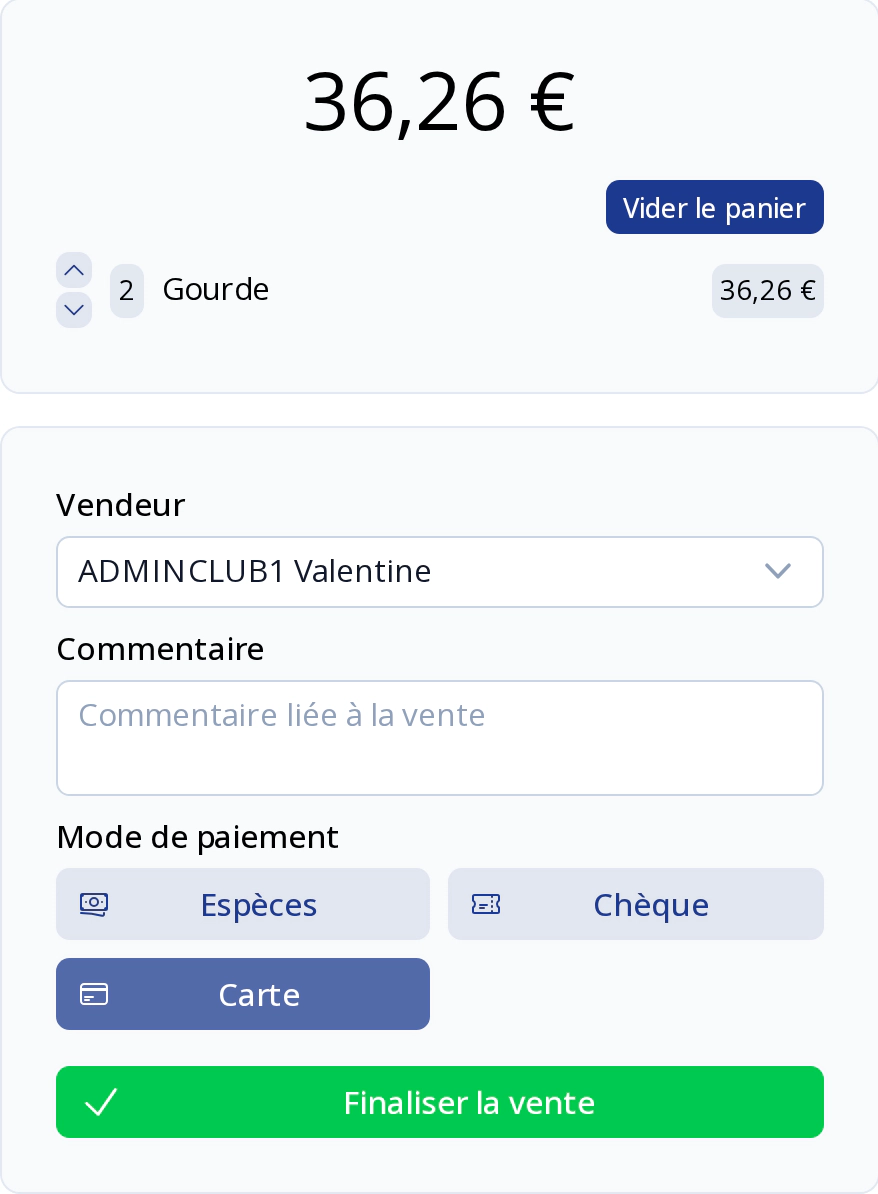 36,26 €
Vider le panier
2 Gourde 36,26 €
Vendeur
ADMINCLUB1 Valentine
Commentaire
Commentaire liée à la vente
Mode de paiement
Espèces Chèque
Carte
Finaliser la vente